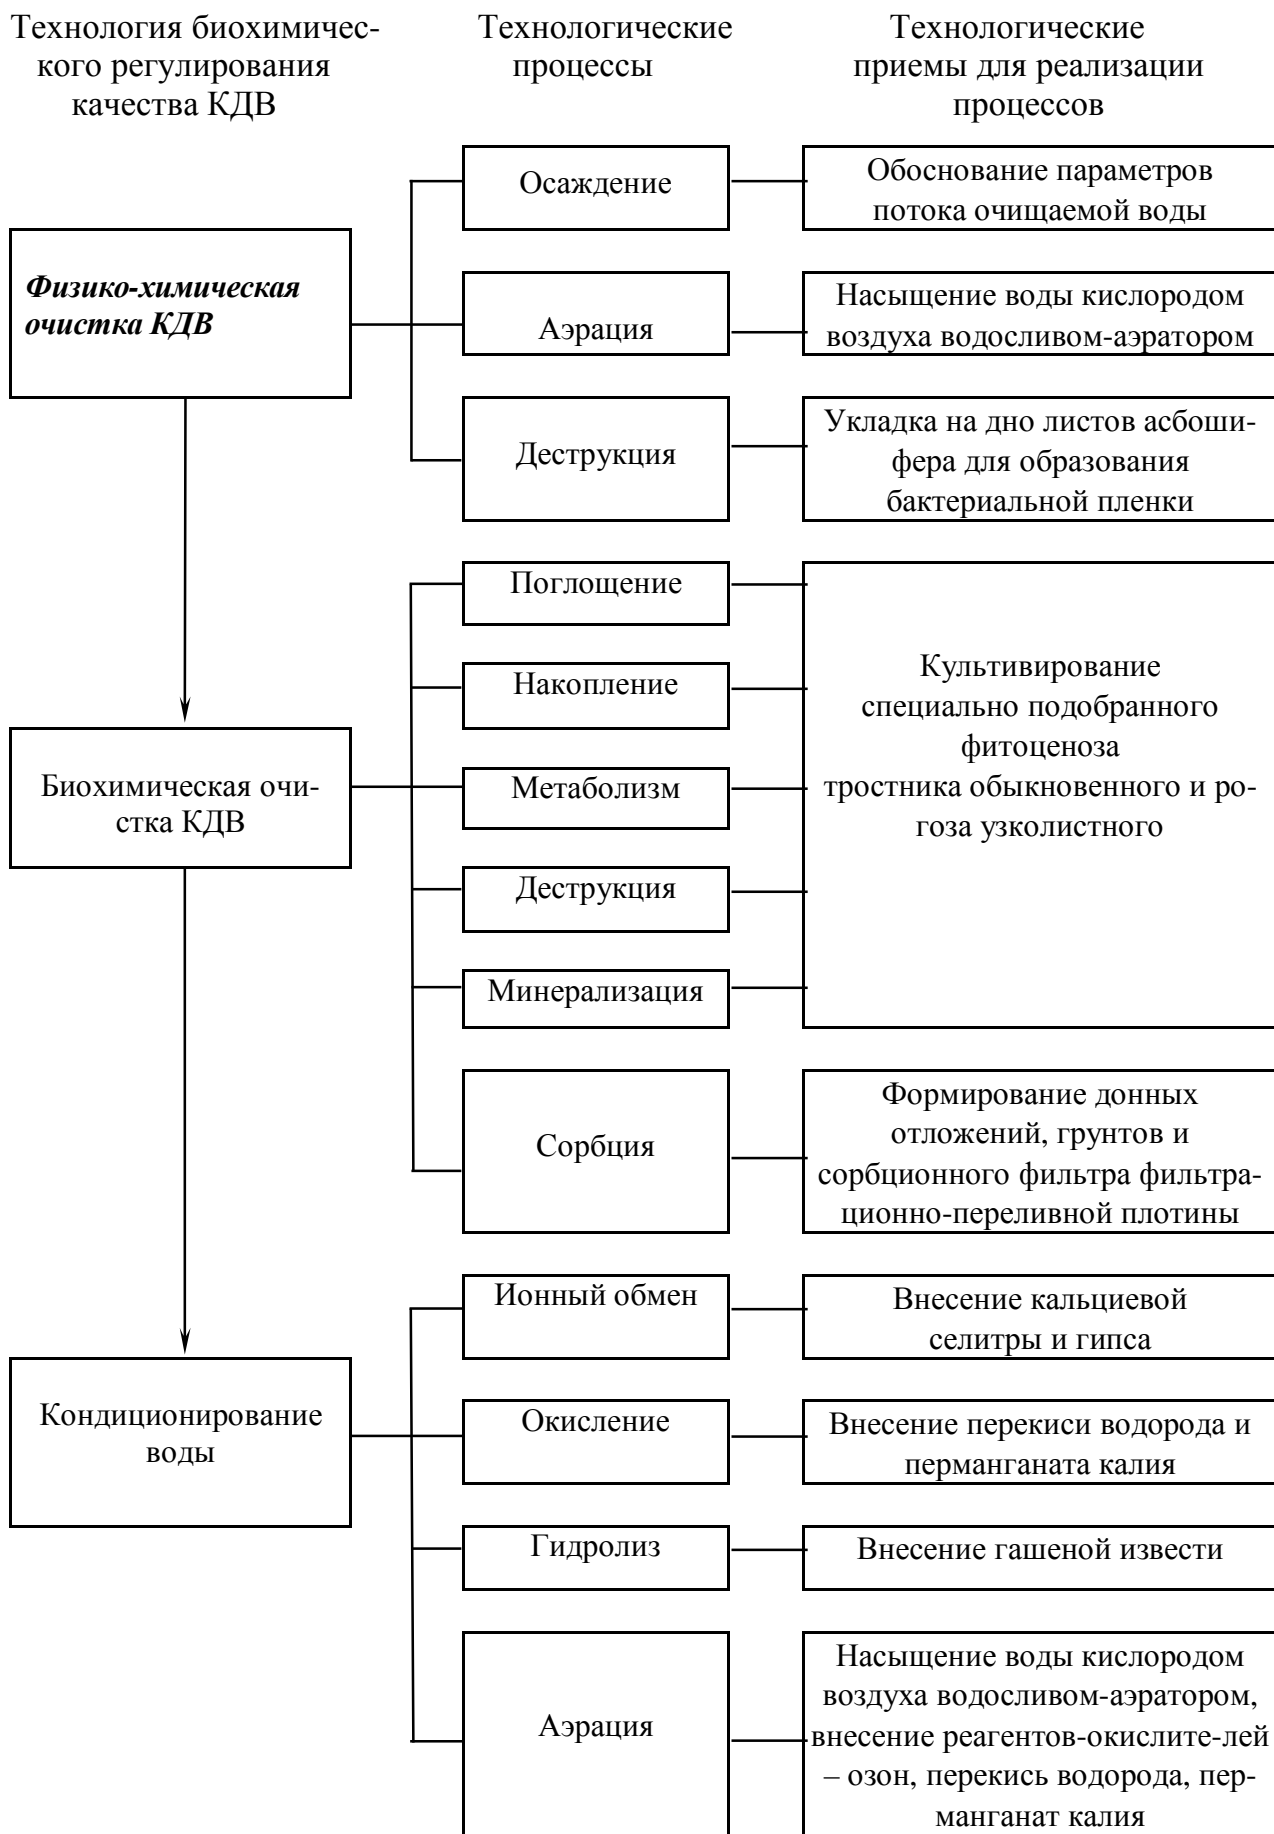 Технология биохимичес-
кого регулирования
качества КДВ
Технологические
процессы
Технологические
приемы для реализации
процессов
Физико-химическая
очистка КДВ
Осаждение
Обоснование параметров
потока очищаемой воды
Аэрация
Насыщение воды кислородом
воздуха водосливом-аэратором
Деструкция
Укладка на дно листов асбоши-
фера для образования
бактериальной пленки
Биохимическая очи-
стка КДВ
Поглощение
Накопление
Метаболизм
Деструкция
Минерализация
Культивирование
специально подобранного
фитоценоза
тростника обыкновенного и ро-
гоза узколистного
Сорбция
Формирование донных
отложений, грунтов и
сорбционного фильтра фильтра-
ционно-переливной плотины
Кондиционирование
воды
Ионный обмен
Внесение кальциевой
селитры и гипса
Окисление
Внесение перекиси водорода и
перманганата калия
Гидролиз
Внесение гашеной извести
Аэрация
Насыщение воды кислородом
воздуха водосливом-аэратором,
внесение реагентов-окислите-лей
– озон, перекись водорода, пер-
манганат калия